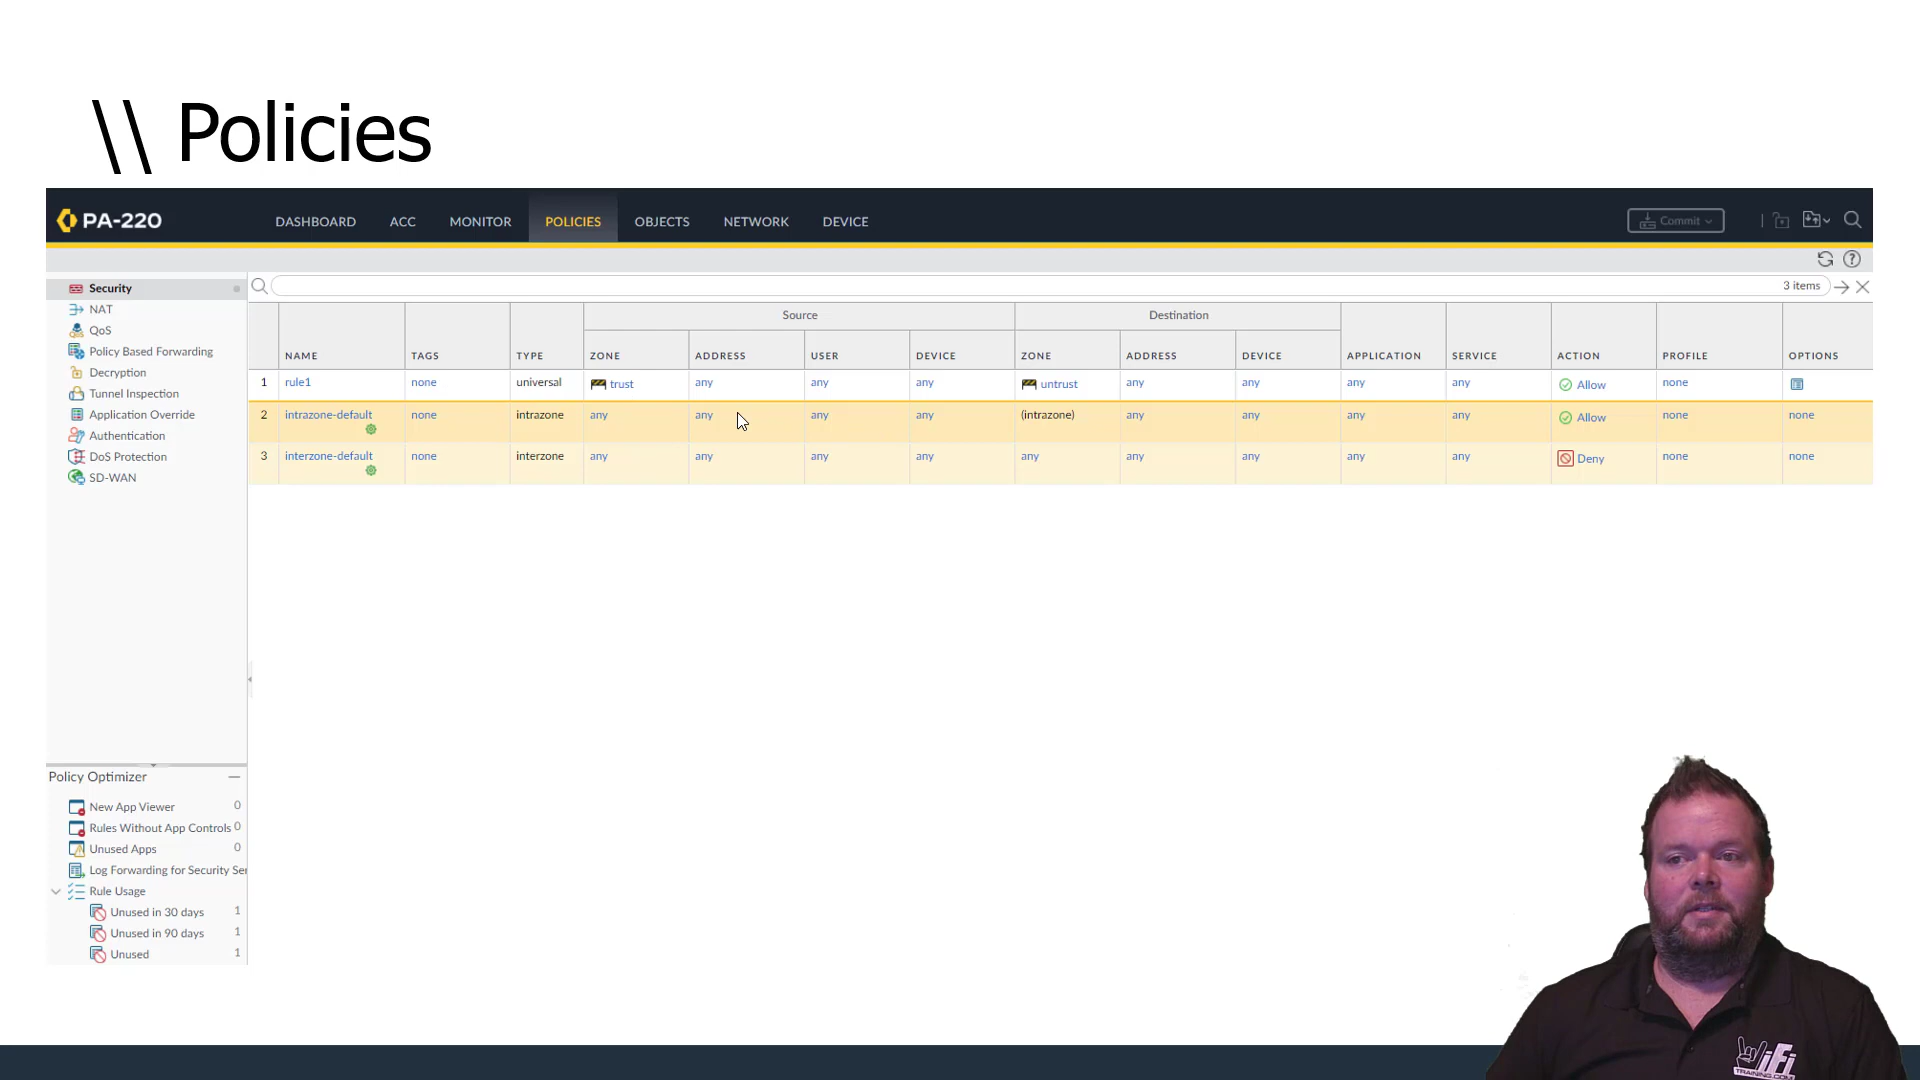 \\ Policies
PA-220 DASHBOARD ACC MONITOR POLICIES OBJECTS NETWORK DEVICE Commit
Security
NAT
QoS
Policy Based Forwarding
Decryption
Tunnel Inspection
Application Override
Authentication
DoS Protection
SD-WAN
3 items
Source Destination
NAME TAGS TYPE ZONE ADDRESS USER DEVICE ZONE ADDRESS DEVICE APPLICATION SERVICE ACTION PROFILE OPTIONS
1 rule1 none universal trust any any any untrust any any any any Allow none
2 intrazone-default none intrazone any any any any (intrazone) any any any any Allow none none
3 interzone-default none interzone any any any any any any any any any Deny none none
Policy Optimizer
New App Viewer 0
Rules Without App Controls 0
Unused Apps 0
Log Forwarding for Security Ser
Rule Usage
Unused in 30 days 1
Unused in 90 days 1
Unused 1
WiFi
TRAINING.COM